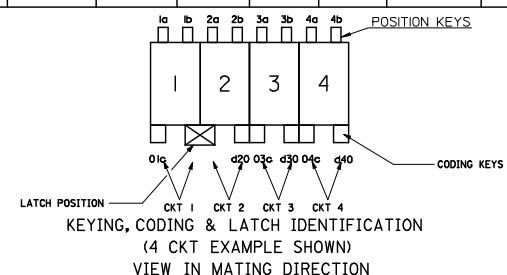 1a 1b 2a 2b 3a 3b 4a 4b
POSITION KEYS
1 2 3 4
01c d20 03c d30 04c d40
CODING KEYS
LATCH POSITION
CKT 1 CKT 2 CKT 3 CKT 4
KEYING, CODING & LATCH IDENTIFICATION
(4 CKT EXAMPLE SHOWN)
VIEW IN MATING DIRECTION